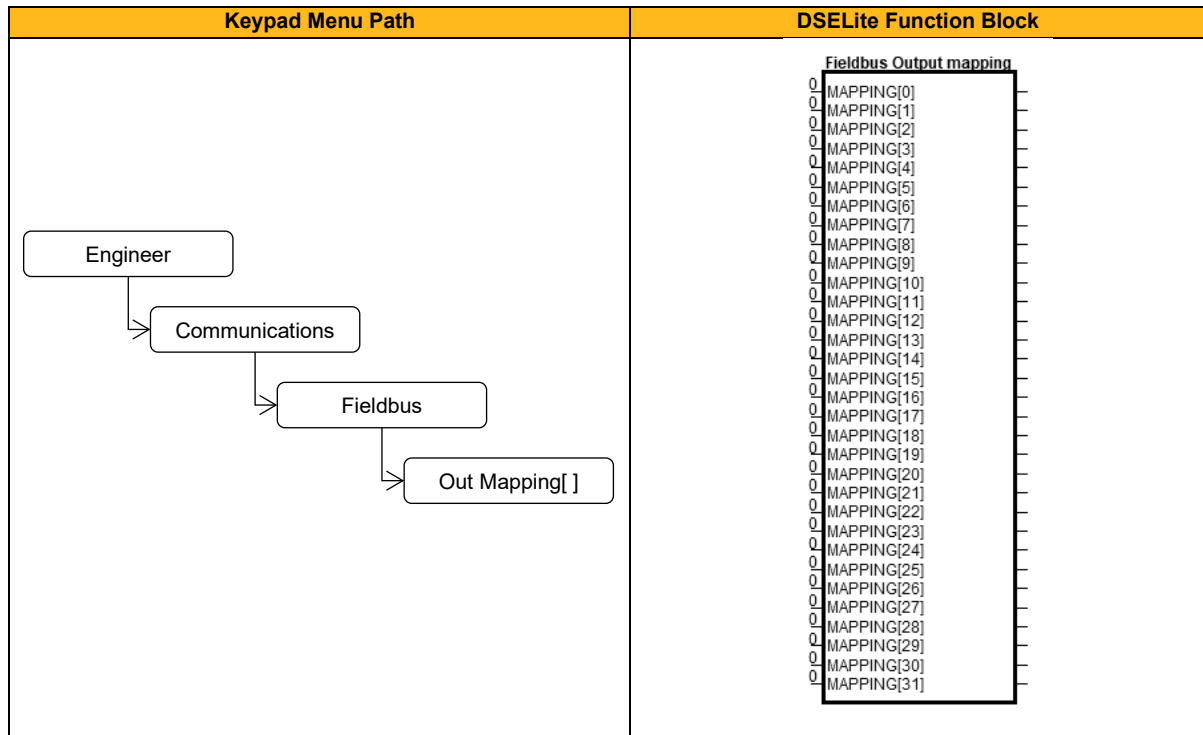 Keypad Menu Path
DSELite Function Block
Engineer
Communications
Fieldbus
Out Mapping[ ]
Fieldbus Output mapping
0 MAPPING[0]
0 MAPPING[1]
0 MAPPING[2]
0 MAPPING[3]
0 MAPPING[4]
0 MAPPING[5]
0 MAPPING[6]
0 MAPPING[7]
0 MAPPING[8]
0 MAPPING[9]
0 MAPPING[10]
0 MAPPING[11]
0 MAPPING[12]
0 MAPPING[13]
0 MAPPING[14]
0 MAPPING[15]
0 MAPPING[16]
0 MAPPING[17]
0 MAPPING[18]
0 MAPPING[19]
0 MAPPING[20]
0 MAPPING[21]
0 MAPPING[22]
0 MAPPING[23]
0 MAPPING[24]
0 MAPPING[25]
0 MAPPING[26]
0 MAPPING[27]
0 MAPPING[28]
0 MAPPING[29]
0 MAPPING[30]
0 MAPPING[31]